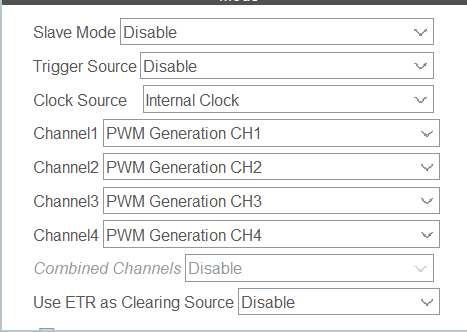 Slave Mode Disable
Trigger Source Disable
Clock Source Internal Clock
Channel1 PWM Generation CH1
Channel2 PWM Generation CH2
Channel3 PWM Generation CH3
Channel4 PWM Generation CH4
Combined Channels Disable
Use ETR as Clearing Source Disable